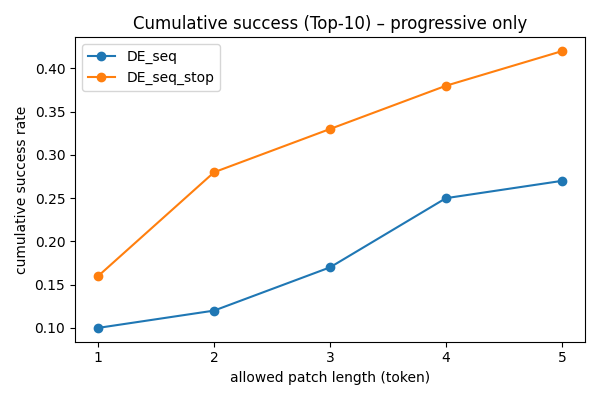 Cumulative success (Top-10) – progressive only
DE_seq
DE_seq_stop
cumulative success rate
0.40
0.35
0.30
0.25
0.20
0.15
0.10
1 2 3 4 5
allowed patch length (token)